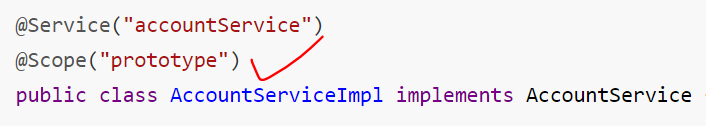 @Service("accountService")
@Scope("prototype")
public class AccountServiceImpl implements AccountService